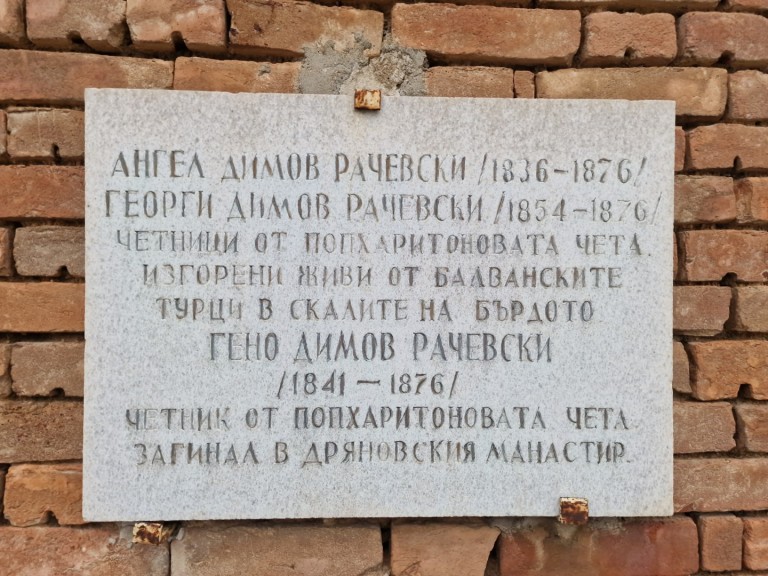 АНГЕЛ ДИМОВ РАЧЕВСКИ /1836-1876/
ГЕОРГИ ДИМОВ РАЧЕВСКИ /1854-1876/
ЧЕТНИЦИ ОТ ПОПХАРИТОНОВАТА ЧЕТА.
ИЗГОРЕНИ ЖИВИ ОТ БАЛВАНСКИТЕ
ТУРЦИ В СКАЛИТЕ НА БЪРДОТО
ГЕНО ДИМОВ РАЧЕВСКИ
/1841-1876/
ЧЕТНИК ОТ ПОПХАРИТОНОВАТА ЧЕТА.
ЗАГИНАЛ В ДРЯНОВСКИЯ МАНАСТИР.